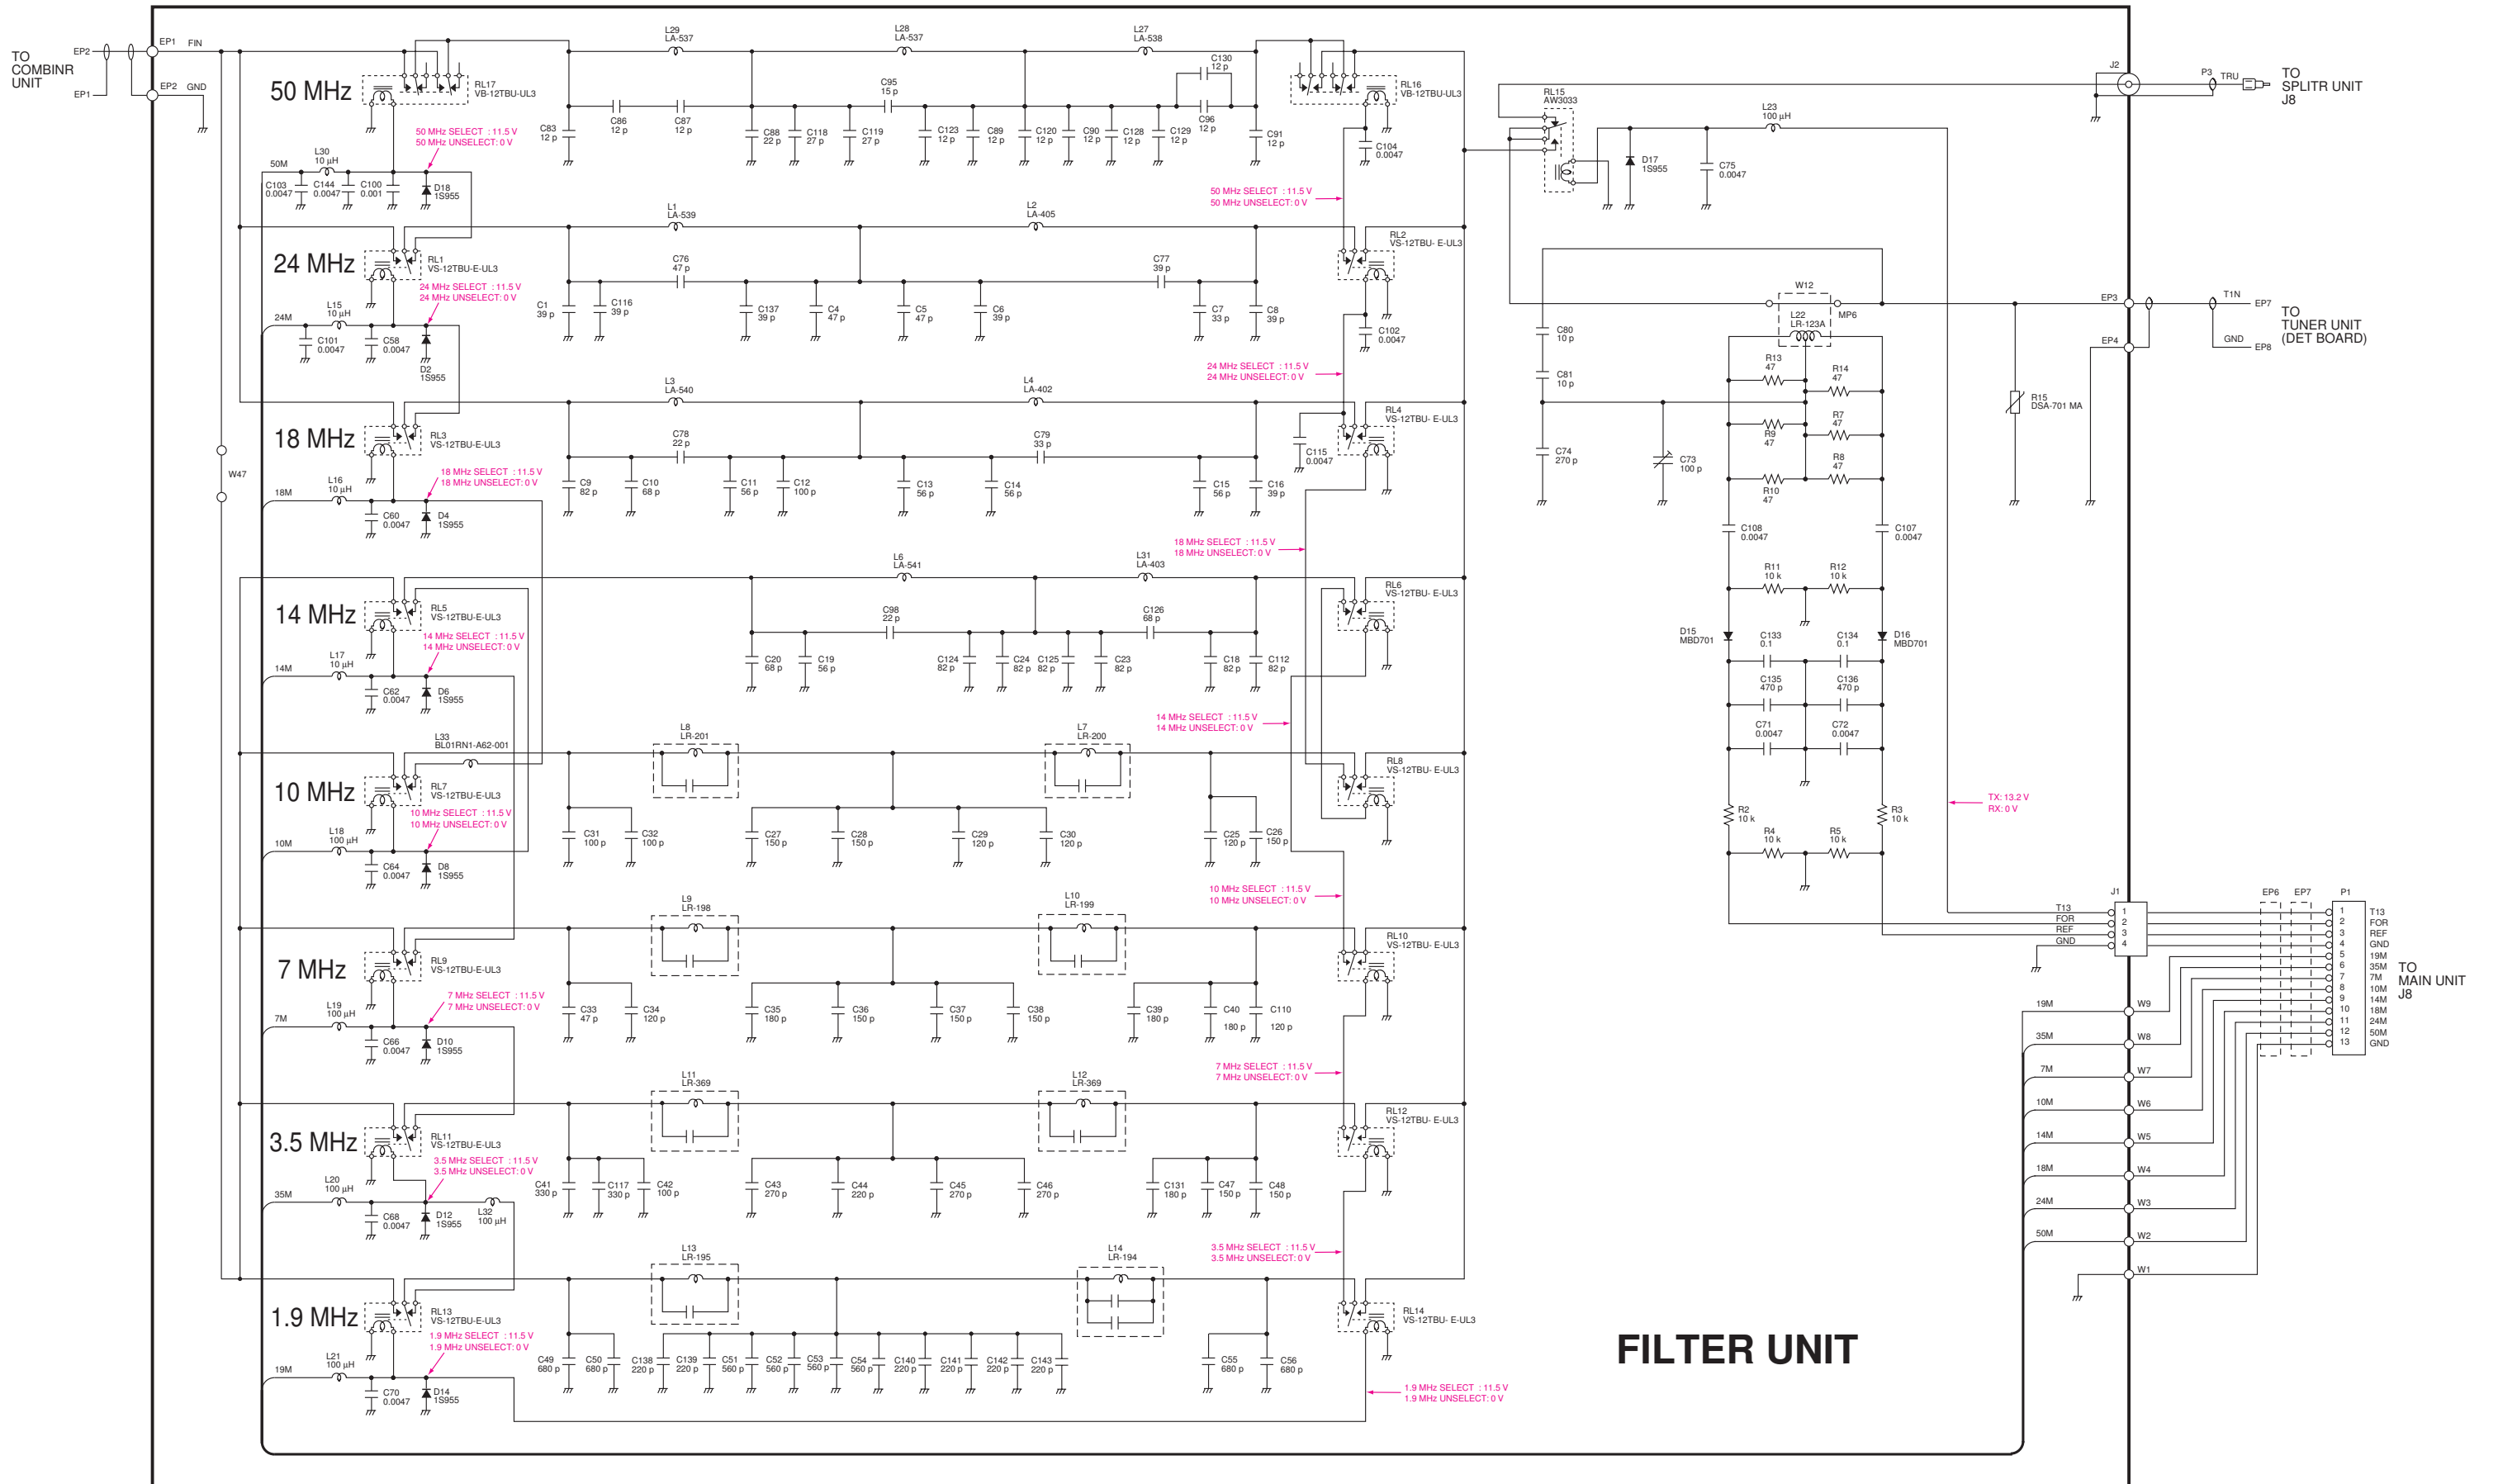 TO
COMBINR
UNIT
EP2
EP1
EP1 FIN
EP2 GND
50 MHz
RL17
VB-12TBU-UL3
50 MHz SELECT : 11.5 V
50 MHz UNSELECT: 0 V
50M
L30
10 µH
C103
0.0047
C144
0.0047
C100
0.001
D18
1S955
L29
LA-537
L28
LA-537
L27
LA-538
C130
12 p
C95
15 p
C83
12 p
C86
12 p
C87
12 p
C88
22 p
C118
27 p
C119
27 p
C123
12 p
C89
12 p
C120
12 p
C90
12 p
C128
12 p
C129
12 p
C96
12 p
C91
12 p
RL16
VB-12TBU-UL3
C104
0.0047
50 MHz SELECT : 11.5 V
50 MHz UNSELECT: 0 V
24 MHz
RL1
VS-12TBU-E-UL3
24 MHz SELECT : 11.5 V
24 MHz UNSELECT: 0 V
24M
L15
10 µH
C101
0.0047
C58
0.0047
D2
1S955
L1
LA-539
L2
LA-405
C76
47 p
C77
39 p
C1
39 p
C116
39 p
C137
39 p
C4
47 p
C5
47 p
C6
39 p
C7
33 p
C8
39 p
RL2
VS-12TBU- E-UL3
C102
0.0047
24 MHz SELECT : 11.5 V
24 MHz UNSELECT: 0 V
18 MHz
RL3
VS-12TBU-E-UL3
18 MHz SELECT : 11.5 V
18 MHz UNSELECT: 0 V
18M
L16
10 µH
C60
0.0047
D4
1S955
W47
L3
LA-540
L4
LA-402
C78
22 p
C79
33 p
C9
82 p
C10
68 p
C11
56 p
C12
100 p
C13
56 p
C14
56 p
C15
56 p
C16
39 p
C115
0.0047
RL4
VS-12TBU- E-UL3
18 MHz SELECT : 11.5 V
18 MHz UNSELECT: 0 V
14 MHz
RL5
VS-12TBU-E-UL3
14 MHz SELECT : 11.5 V
14 MHz UNSELECT: 0 V
14M
L17
10 µH
C62
0.0047
D6
1S955
L6
LA-541
L31
LA-403
C98
22 p
C126
68 p
C20
68 p
C19
56 p
C124
82 p
C24
82 p
C125
82 p
C23
82 p
C18
82 p
C112
82 p
RL6
VS-12TBU- E-UL3
14 MHz SELECT : 11.5 V
14 MHz UNSELECT: 0 V
10 MHz
L33
BL01RN1-A62-001
RL7
VS-12TBU-E-UL3
10 MHz SELECT : 11.5 V
10 MHz UNSELECT: 0 V
10M
L18
100 µH
C64
0.0047
D8
1S955
L8
LR-201
L7
LR-200
C31
100 p
C32
100 p
C27
150 p
C28
150 p
C29
120 p
C30
120 p
C25
120 p
C26
150 p
RL8
VS-12TBU- E-UL3
10 MHz SELECT : 11.5 V
10 MHz UNSELECT: 0 V
7 MHz
RL9
VS-12TBU-E-UL3
7 MHz SELECT : 11.5 V
7 MHz UNSELECT: 0 V
7M
L19
100 µH
C66
0.0047
D10
1S955
L9
LR-198
L10
LR-199
C33
47 p
C34
120 p
C35
180 p
C36
150 p
C37
150 p
C38
150 p
C39
180 p
C40
180 p
C110
120 p
RL10
VS-12TBU- E-UL3
7 MHz SELECT : 11.5 V
7 MHz UNSELECT: 0 V
3.5 MHz
RL11
VS-12TBU-E-UL3
3.5 MHz SELECT : 11.5 V
3.5 MHz UNSELECT: 0 V
35M
L20
100 µH
C68
0.0047
D12
1S955
L32
100 µH
L11
LR-369
L12
LR-369
C41
330 p
C117
330 p
C42
100 p
C43
270 p
C44
220 p
C45
270 p
C46
270 p
C131
180 p
C47
150 p
C48
150 p
RL12
VS-12TBU- E-UL3
3.5 MHz SELECT : 11.5 V
3.5 MHz UNSELECT: 0 V
1.9 MHz
RL13
VS-12TBU-E-UL3
1.9 MHz SELECT : 11.5 V
1.9 MHz UNSELECT: 0 V
19M
L21
100 µH
C70
0.0047
D14
1S955
L13
LR-195
L14
LR-194
C49
680 p
C50
680 p
C138
220 p
C139
220 p
C51
560 p
C52
560 p
C53
560 p
C54
560 p
C140
220 p
C141
220 p
C142
220 p
C143
220 p
C55
680 p
C56
680 p
RL14
VS-12TBU- E-UL3
1.9 MHz SELECT : 11.5 V
1.9 MHz UNSELECT: 0 V
RL15
AW3033
L23
100 µH
D17
1S955
C75
0.0047
J2
P3 TRU
TO
SPLITR UNIT
J8
W12
MP6
L22
LR-123A
C80
10 p
C81
10 p
C74
270 p
C73
100 p
R13
47
R14
47
R9
47
R7
47
R10
47
R8
47
R15
DSA-701 MA
EP3
EP4
T1N
EP7
GND
EP8
TO
TUNER UNIT
(DET BOARD)
C108
0.0047
C107
0.0047
R11
10 k
R12
10 k
D15
MBD701
C133
0.1
C134
0.1
D16
MBD701
C135
470 p
C136
470 p
C71
0.0047
C72
0.0047
R2
10 k
R3
10 k
R4
10 k
R5
10 k
TX: 13.2 V
RX: 0 V
J1
T13 1
FOR 2
REF 3
GND 4
EP6 EP7 P1
1 T13
2 FOR
3 REF
4 GND
5 19M
6 35M
7 7M
8 10M
9 14M
10 18M
11 24M
12 50M
13 GND
TO
MAIN UNIT
J8
19M W9
35M W8
7M W7
10M W6
14M W5
18M W4
24M W3
50M W2
W1
FILTER UNIT